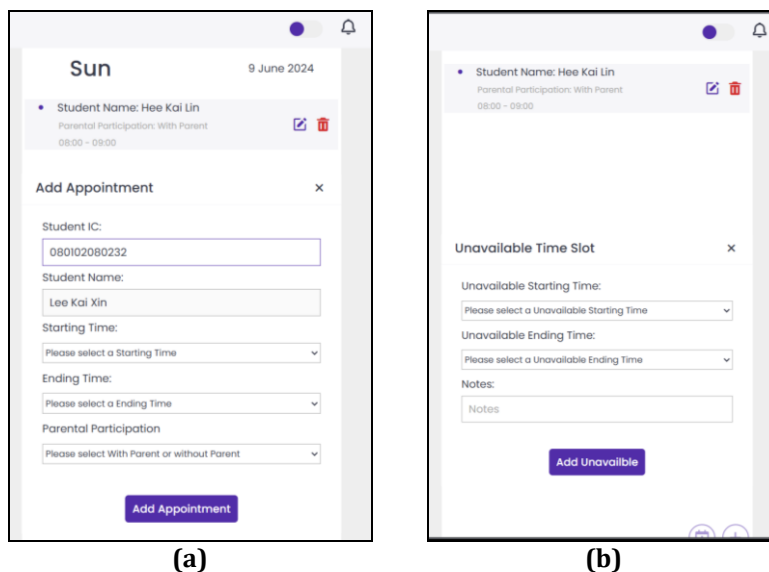 Sun
9 June 2024
Student Name: Hee Kai Lin
Parental Participation: With Parent
08:00 - 09:00
Add Appointment ×
Student IC:
080102080232
Student Name:
Lee Kai Xin
Starting Time:
Please select a Starting Time
Ending Time:
Please select a Ending Time
Parental Participation
Please select With Parent or without Parent
Add Appointment
(a)
Student Name: Hee Kai Lin
Parental Participation: With Parent
08:00 - 09:00
Unavailable Time Slot ×
Unavailable Starting Time:
Please select a Unavailable Starting Time
Unavailable Ending Time:
Please select a Unavailable Ending Time
Notes:
Notes
Add Unavailble
(b)